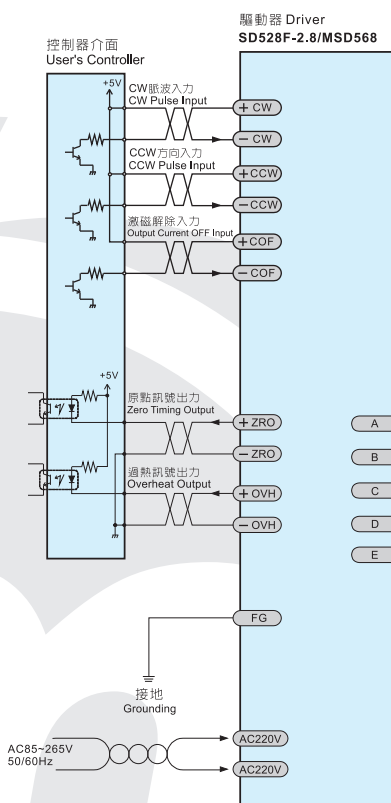 驅動器 Driver
SD528F-2.8/MSD568
控制器介面
User's Controller
+5V
CW脈波入力
CW Pulse Input
+ CW
− CW
CCW方向入力
CCW Pulse Input
+CCW
−CCW
激磁解除入力
Output Current OFF Input
+COF
−COF
+5V
原點訊號出力
Zero Timing Output
+ ZRO
− ZRO
過熱訊號出力
Overheat Output
+ OVH
− OVH
A
B
C
D
E
FG
接地
Grounding
AC85~265V
50/60Hz
AC220V
AC220V